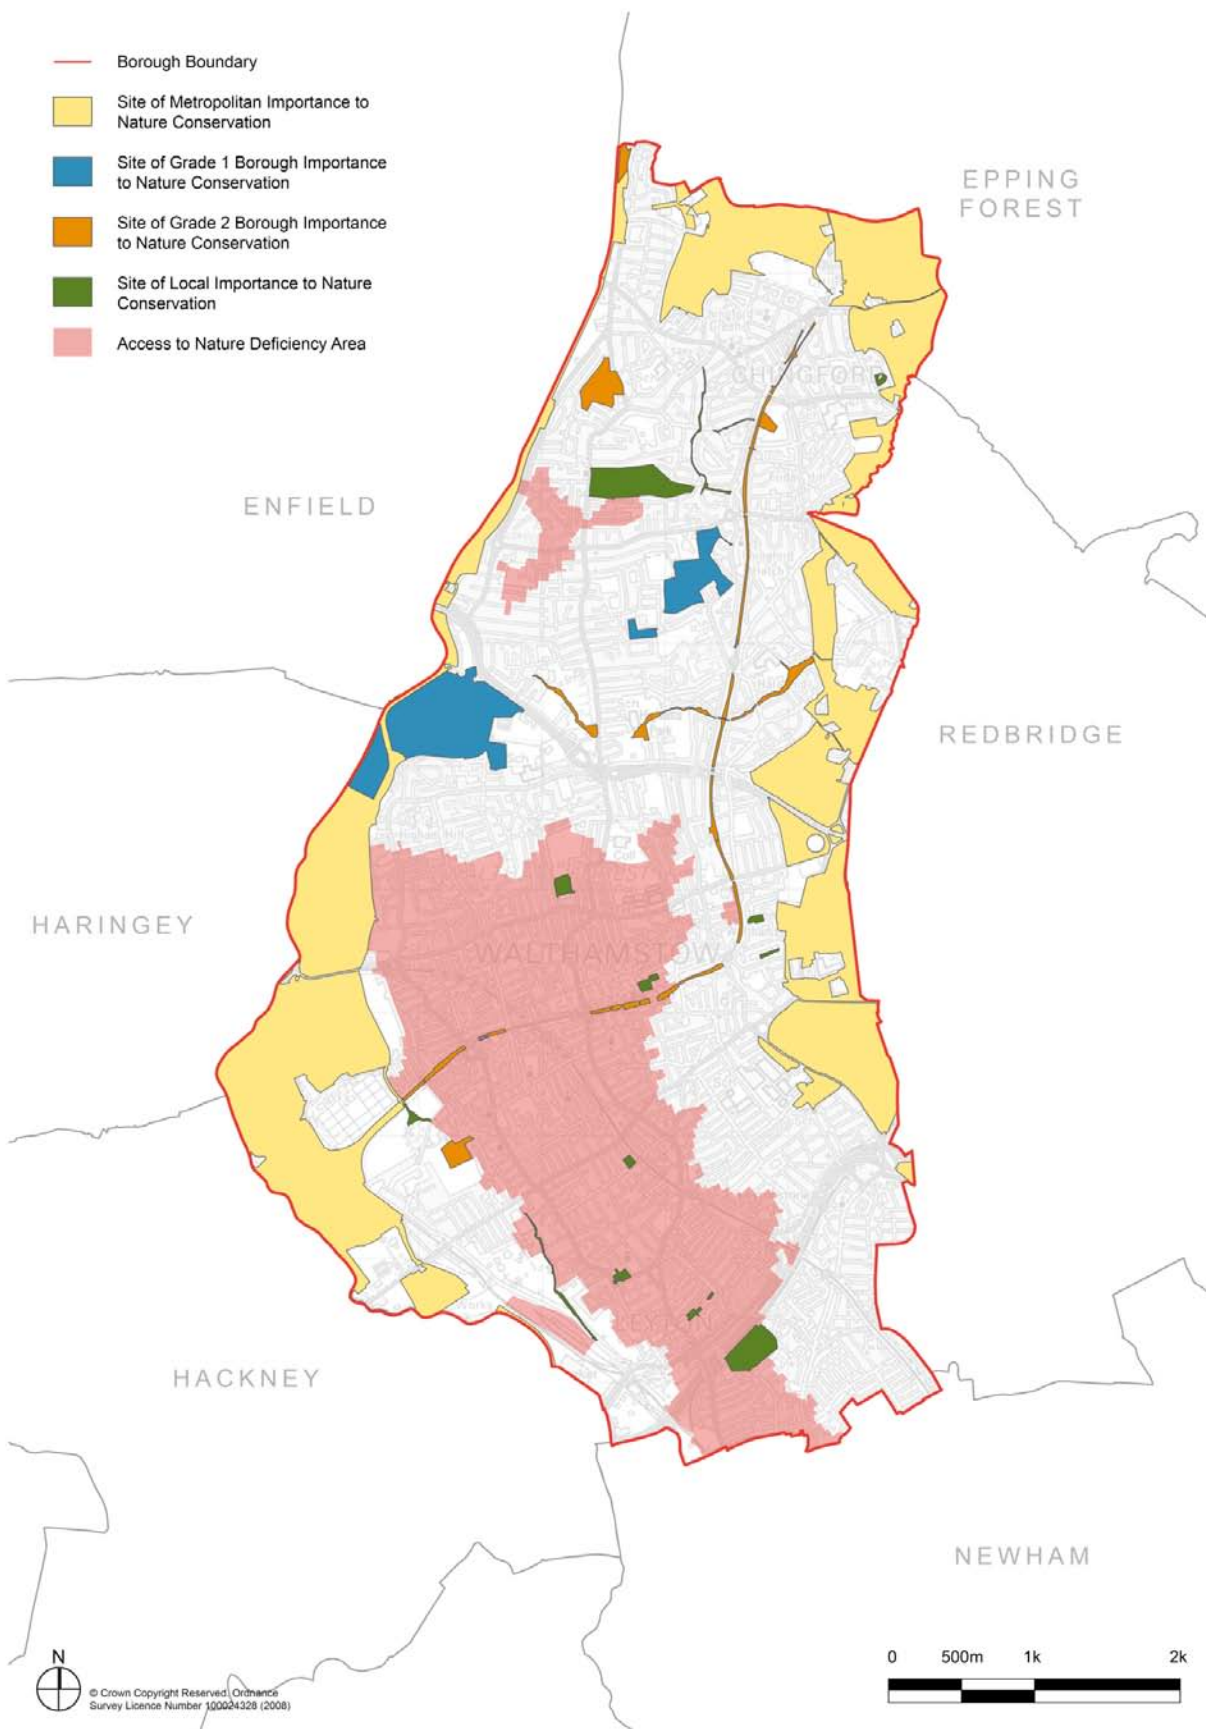 Borough Boundary
Site of Metropolitan Importance to
Nature Conservation
Site of Grade 1 Borough Importance
to Nature Conservation
Site of Grade 2 Borough Importance
to Nature Conservation
Site of Local Importance to Nature
Conservation
Access to Nature Deficiency Area
EPPING
FOREST
CHINGFORD
ENFIELD
REDBRIDGE
HARINGEY
WALTHAMSTOW
LEYTON
HACKNEY
NEWHAM
N
© Crown Copyright Reserved. Ordnance
Survey Licence Number 100024328 (2008)
0 500m 1k 2k